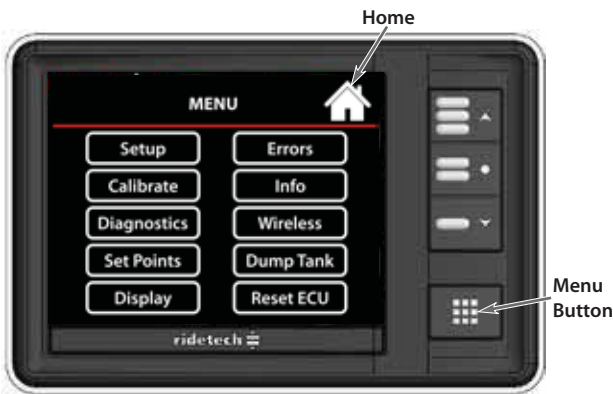 Home
MENU
Setup Errors
Calibrate Info
Diagnostics Wireless
Set Points Dump Tank
Display Reset ECU
Menu
Button
ridetech